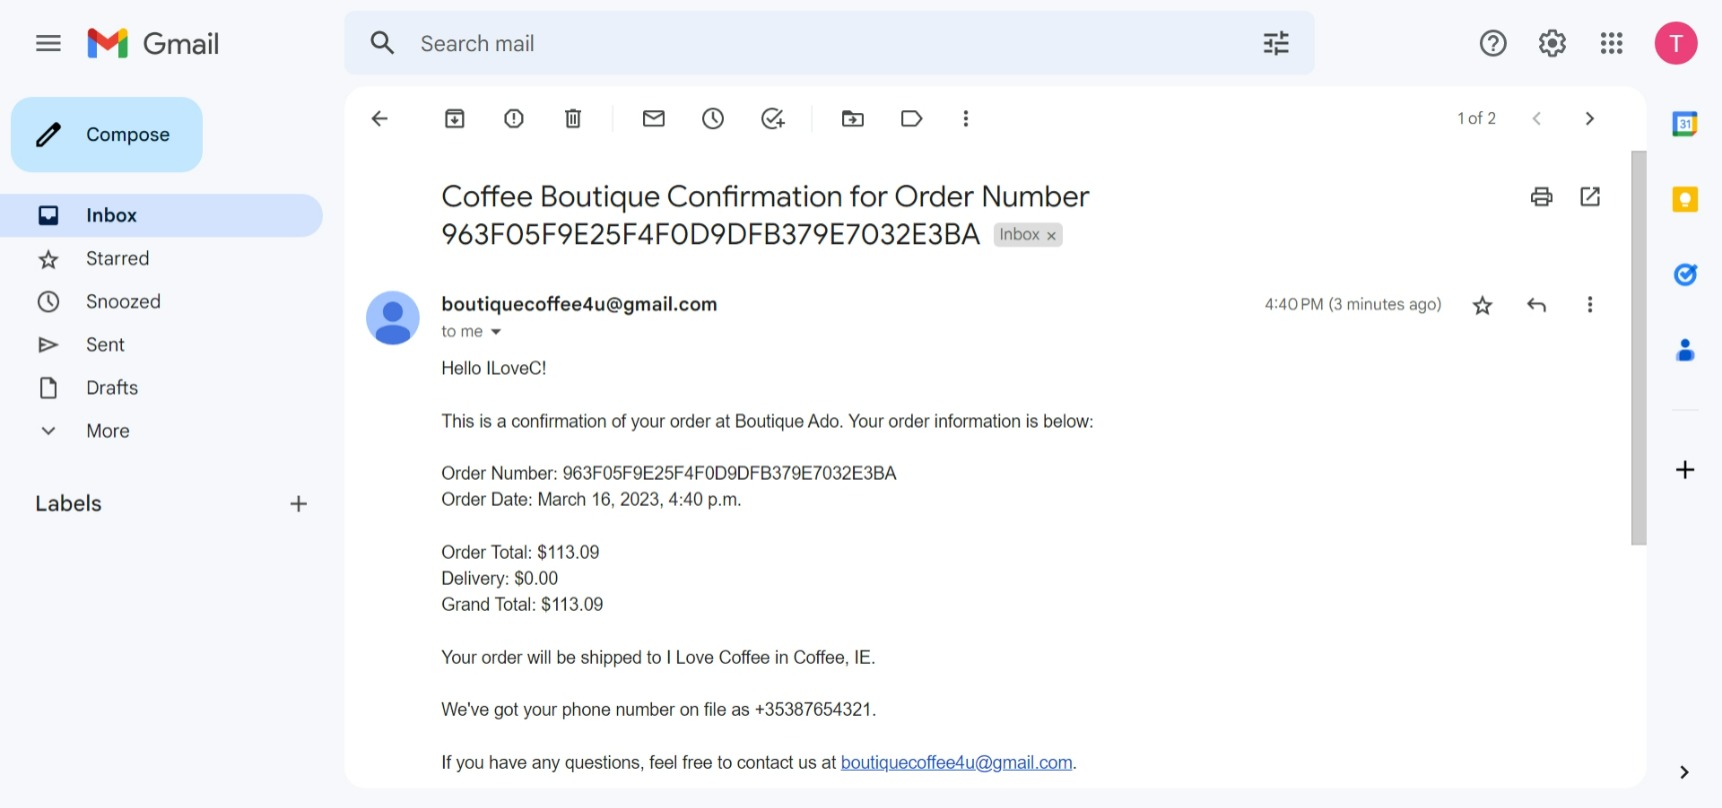 Gmail
Search mail
T
Compose
1 of 2
31
Inbox
Starred
Snoozed
Sent
Drafts
More
Labels
Coffee Boutique Confirmation for Order Number
963F05F9E25F4F0D9DFB379E7032E3BA Inbox x
boutiquecoffee4u@gmail.com
4:40 PM (3 minutes ago)
to me
Hello ILoveC!
This is a confirmation of your order at Boutique Ado. Your order information is below:
Order Number: 963F05F9E25F4F0D9DFB379E7032E3BA
Order Date: March 16, 2023, 4:40 p.m.
Order Total: $113.09
Delivery: $0.00
Grand Total: $113.09
Your order will be shipped to I Love Coffee in Coffee, IE.
We've got your phone number on file as +35387654321.
If you have any questions, feel free to contact us at boutiquecoffee4u@gmail.com.